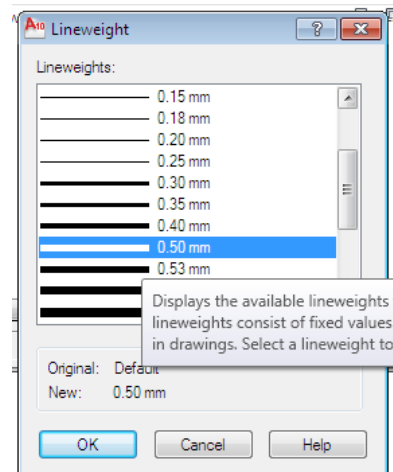 A10 Lineweight
Lineweights:
0.15 mm
0.18 mm
0.20 mm
0.25 mm
0.30 mm
0.35 mm
0.40 mm
0.50 mm
0.53 mm
Displays the available lineweights
lineweights consist of fixed values
in drawings. Select a lineweight to
Original: Default
New: 0.50 mm
OK Cancel Help